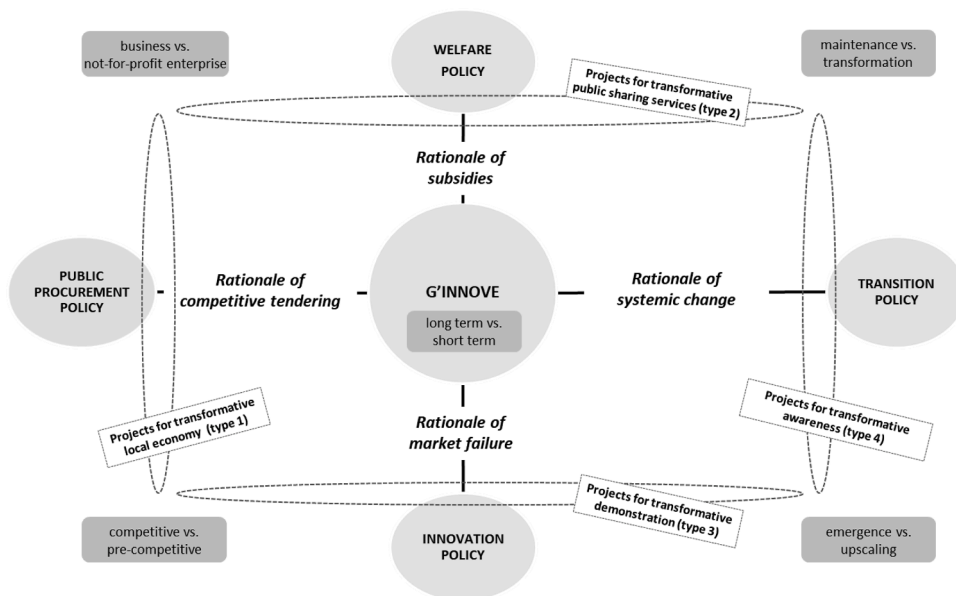 business vs.
not-for-profit enterprise
WELFARE
POLICY
maintenance vs.
transformation
Projects for transformative
public sharing services (type 2)
Rationale of
subsidies
PUBLIC
PROCUREMENT
POLICY
Rationale of
competitive tendering
G'INNOVE
long term vs.
short term
Rationale of
systemic change
TRANSITION
POLICY
Projects for transformative
local economy (type 1)
Rationale of
market failure
Projects for transformative
awareness (type 4)
competitive vs.
pre-competitive
INNOVATION
POLICY
Projects for transformative
demonstration (type 3)
emergence vs.
upscaling